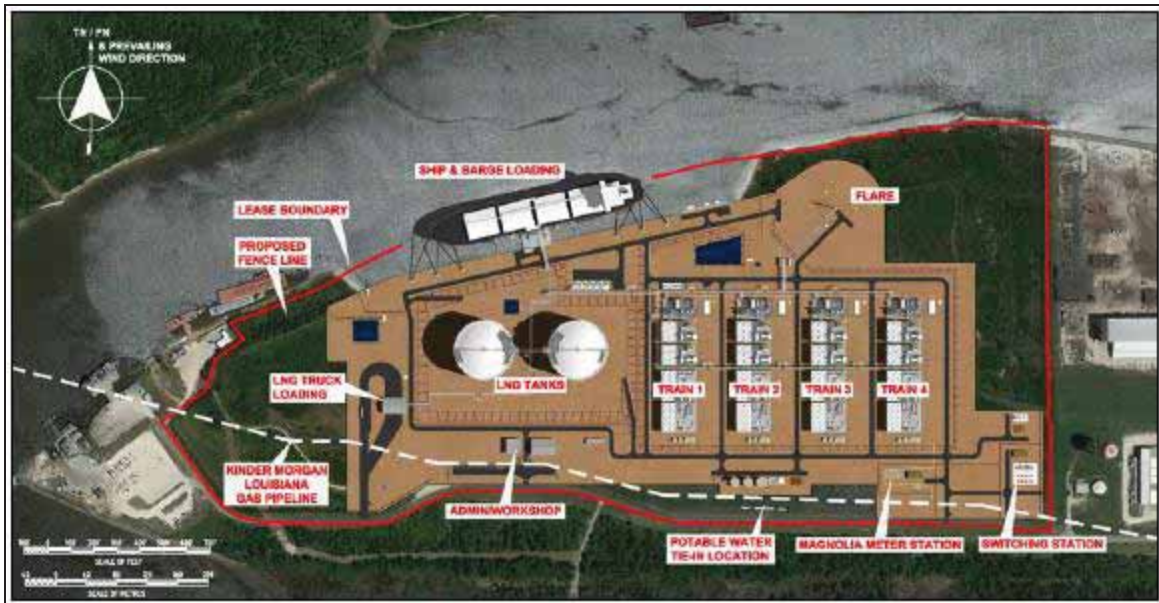 TN / PN
& PREVAILING
WIND DIRECTION
SHIP & BARGE LOADING
FLARE
LEASE BOUNDARY
PROPOSED
FENCE LINE
LNG TRUCK
LOADING
LNG TANKS
TRAIN 1
TRAIN 2
TRAIN 3
TRAIN 4
KINDER MORGAN
LOUISIANA
GAS PIPELINE
ADMIN/WORKSHOP
POTABLE WATER
TIE-IN LOCATION
MAGNOLIA METER STATION
SWITCHING STATION
SCALE OF FEET
SCALE OF METRES